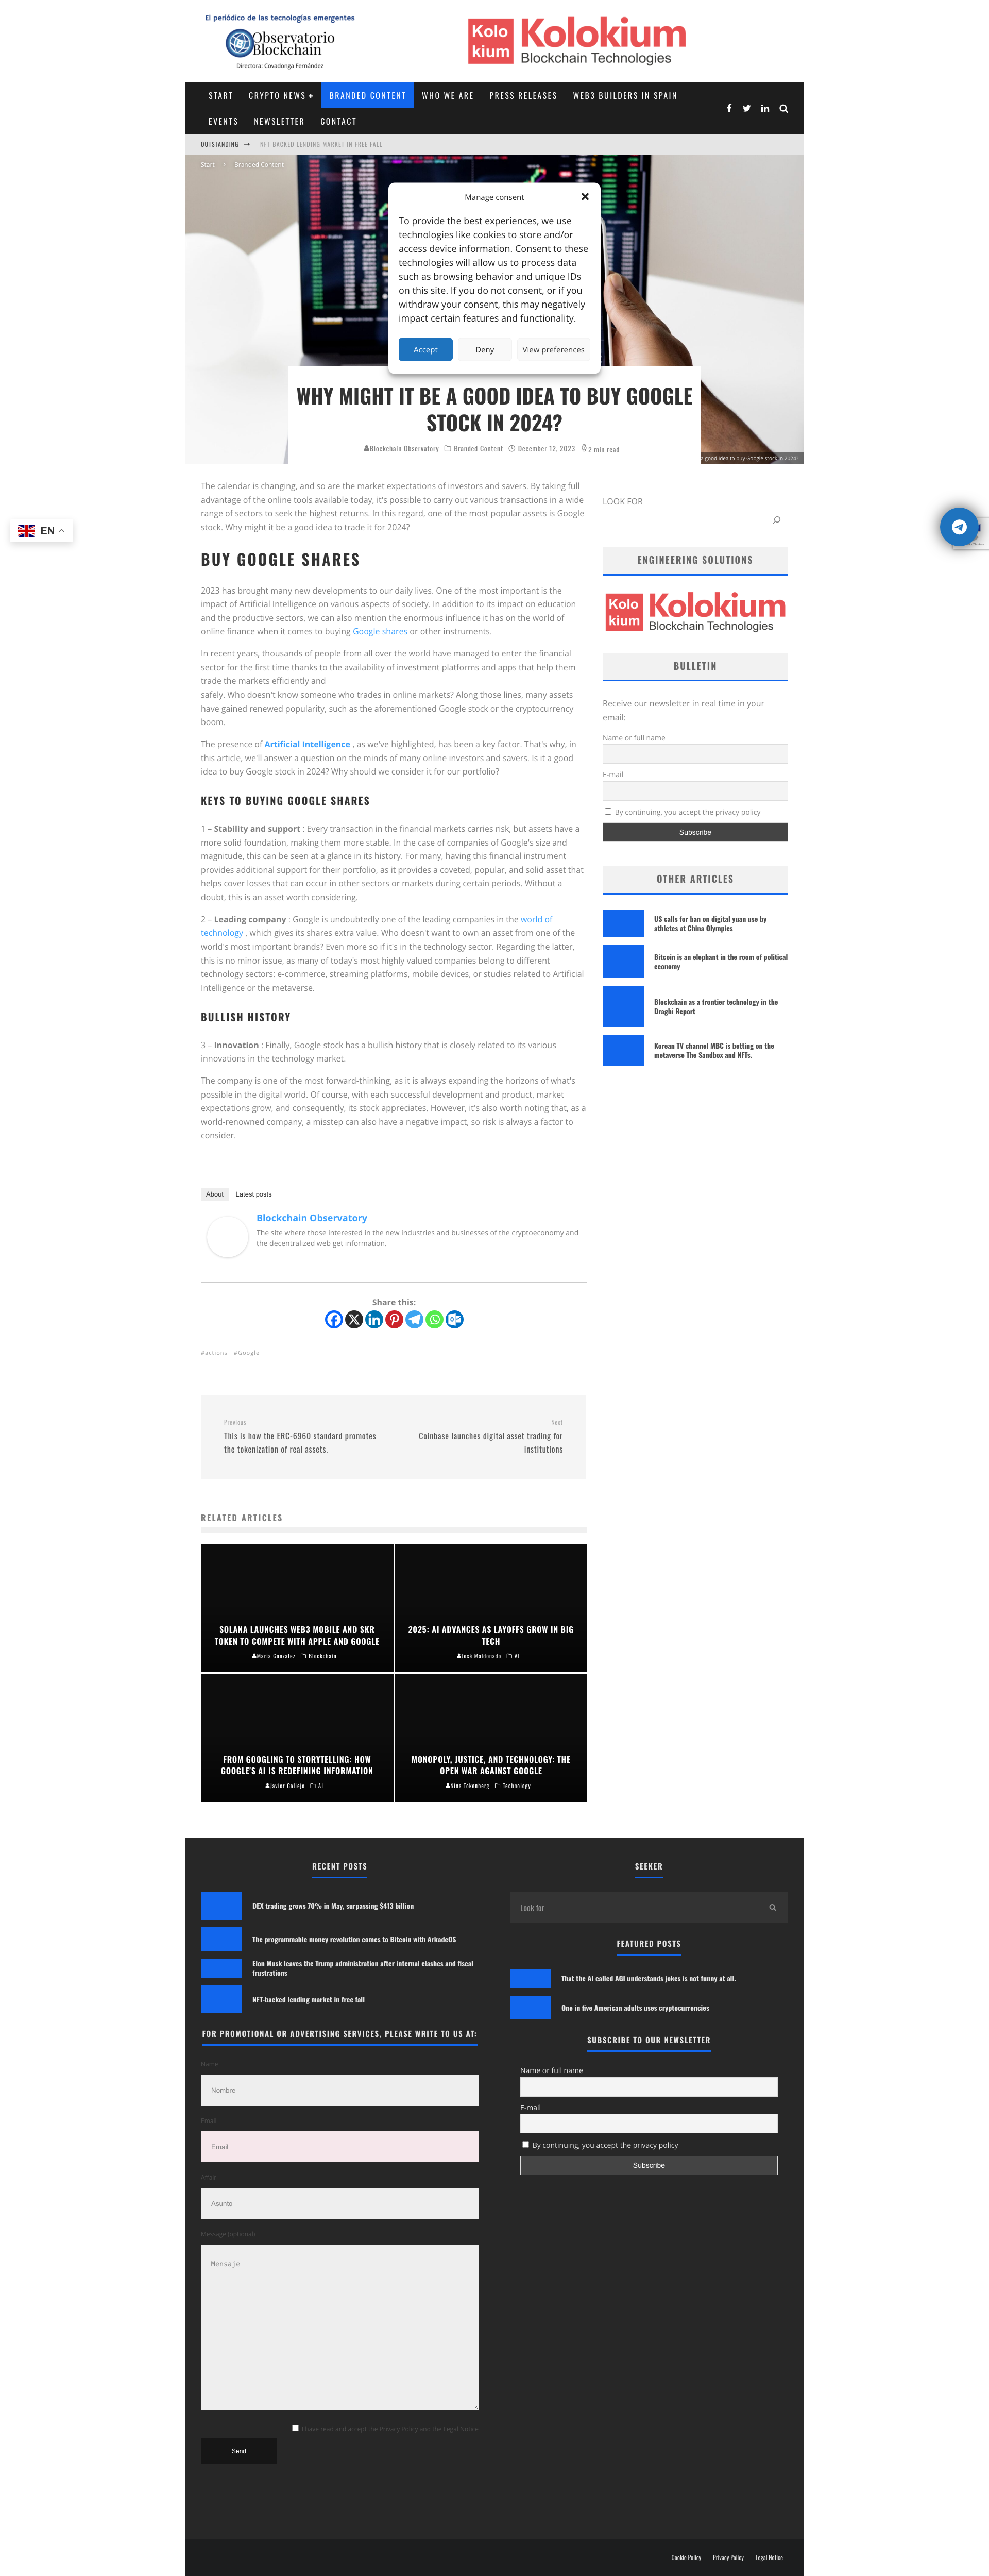 El periódico de las tecnologías emergentes
Observatorio
Blockchain
Directora: Covadonga Fernández
Kolo
kium
Kolokium
Blockchain Technologies
START
CRYPTO NEWS +
BRANDED CONTENT
WHO WE ARE
PRESS RELEASES
WEB3 BUILDERS IN SPAIN
EVENTS
NEWSLETTER
CONTACT
OUTSTANDING
NFT-BACKED LENDING MARKET IN FREE FALL
Start › Branded Content
Manage consent
To provide the best experiences, we use
technologies like cookies to store and/or
access device information. Consent to these
technologies will allow us to process data
such as browsing behavior and unique IDs
on this site. If you do not consent, or if you
withdraw your consent, this may negatively
impact certain features and functionality.
Accept
Deny
View preferences
WHY MIGHT IT BE A GOOD IDEA TO BUY GOOGLE
STOCK IN 2024?
Blockchain Observatory Branded Content December 12, 2023 2 min read
a good idea to buy Google stock in 2024?
EN
The calendar is changing, and so are the market expectations of investors and savers. By taking full
advantage of the online tools available today, it's possible to carry out various transactions in a wide
range of sectors to seek the highest returns. In this regard, one of the most popular assets is Google
stock. Why might it be a good idea to trade it for 2024?
BUY GOOGLE SHARES
2023 has brought many new developments to our daily lives. One of the most important is the
impact of Artificial Intelligence on various aspects of society. In addition to its impact on education
and the productive sectors, we can also mention the enormous influence it has on the world of
online finance when it comes to buying Google shares or other instruments.
In recent years, thousands of people from all over the world have managed to enter the financial
sector for the first time thanks to the availability of investment platforms and apps that help them
trade the markets efficiently and
safely. Who doesn't know someone who trades in online markets? Along those lines, many assets
have gained renewed popularity, such as the aforementioned Google stock or the cryptocurrency
boom.
The presence of Artificial Intelligence , as we've highlighted, has been a key factor. That's why, in
this article, we'll answer a question on the minds of many online investors and savers. Is it a good
idea to buy Google stock in 2024? Why should we consider it for our portfolio?
KEYS TO BUYING GOOGLE SHARES
1 – Stability and support : Every transaction in the financial markets carries risk, but assets have a
more solid foundation, making them more stable. In the case of companies of Google's size and
magnitude, this can be seen at a glance in its history. For many, having this financial instrument
provides additional support for their portfolio, as it provides a coveted, popular, and solid asset that
helps cover losses that can occur in other sectors or markets during certain periods. Without a
doubt, this is an asset worth considering.
2 – Leading company : Google is undoubtedly one of the leading companies in the world of
technology , which gives its shares extra value. Who doesn't want to own an asset from one of the
world's most important brands? Even more so if it's in the technology sector. Regarding the latter,
this is no minor issue, as many of today's most highly valued companies belong to different
technology sectors: e-commerce, streaming platforms, mobile devices, or studies related to Artificial
Intelligence or the metaverse.
BULLISH HISTORY
3 – Innovation : Finally, Google stock has a bullish history that is closely related to its various
innovations in the technology market.
The company is one of the most forward-thinking, as it is always expanding the horizons of what's
possible in the digital world. Of course, with each successful development and product, market
expectations grow, and consequently, its stock appreciates. However, it's also worth noting that, as a
world-renowned company, a misstep can also have a negative impact, so risk is always a factor to
consider.
About
Latest posts
Blockchain Observatory
The site where those interested in the new industries and businesses of the cryptoeconomy and
the decentralized web get information.
Share this:
#actions #Google
Previous
This is how the ERC-6960 standard promotes
the tokenization of real assets.
Next
Coinbase launches digital asset trading for
institutions
RELATED ARTICLES
SOLANA LAUNCHES WEB3 MOBILE AND SKR
TOKEN TO COMPETE WITH APPLE AND GOOGLE
Maria Gonzalez Blockchain
2025: AI ADVANCES AS LAYOFFS GROW IN BIG
TECH
José Maldonado AI
FROM GOOGLING TO STORYTELLING: HOW
GOOGLE'S AI IS REDEFINING INFORMATION
Javier Callejo AI
MONOPOLY, JUSTICE, AND TECHNOLOGY: THE
OPEN WAR AGAINST GOOGLE
Nina Tokenberg Technology
LOOK FOR
ENGINEERING SOLUTIONS
Kolo
kium
Kolokium
Blockchain Technologies
BULLETIN
Receive our newsletter in real time in your
email:
Name or full name
E-mail
By continuing, you accept the privacy policy
Subscribe
OTHER ARTICLES
US calls for ban on digital yuan use by
athletes at China Olympics
Bitcoin is an elephant in the room of political
economy
Blockchain as a frontier technology in the
Draghi Report
Korean TV channel MBC is betting on the
metaverse The Sandbox and NFTs.
RECENT POSTS
DEX trading grows 70% in May, surpassing $413 billion
The programmable money revolution comes to Bitcoin with ArkadeOS
Elon Musk leaves the Trump administration after internal clashes and fiscal
frustrations
NFT-backed lending market in free fall
FOR PROMOTIONAL OR ADVERTISING SERVICES, PLEASE WRITE TO US AT:
Name
Nombre
Email
Email
Affair
Asunto
Message (optional)
Mensaje
I have read and accept the Privacy Policy and the Legal Notice
Send
SEEKER
Look for
FEATURED POSTS
That the AI called AGI understands jokes is not funny at all.
One in five American adults uses cryptocurrencies
SUBSCRIBE TO OUR NEWSLETTER
Name or full name
E-mail
By continuing, you accept the privacy policy
Subscribe
Cookie Policy
Privacy Policy
Legal Notice